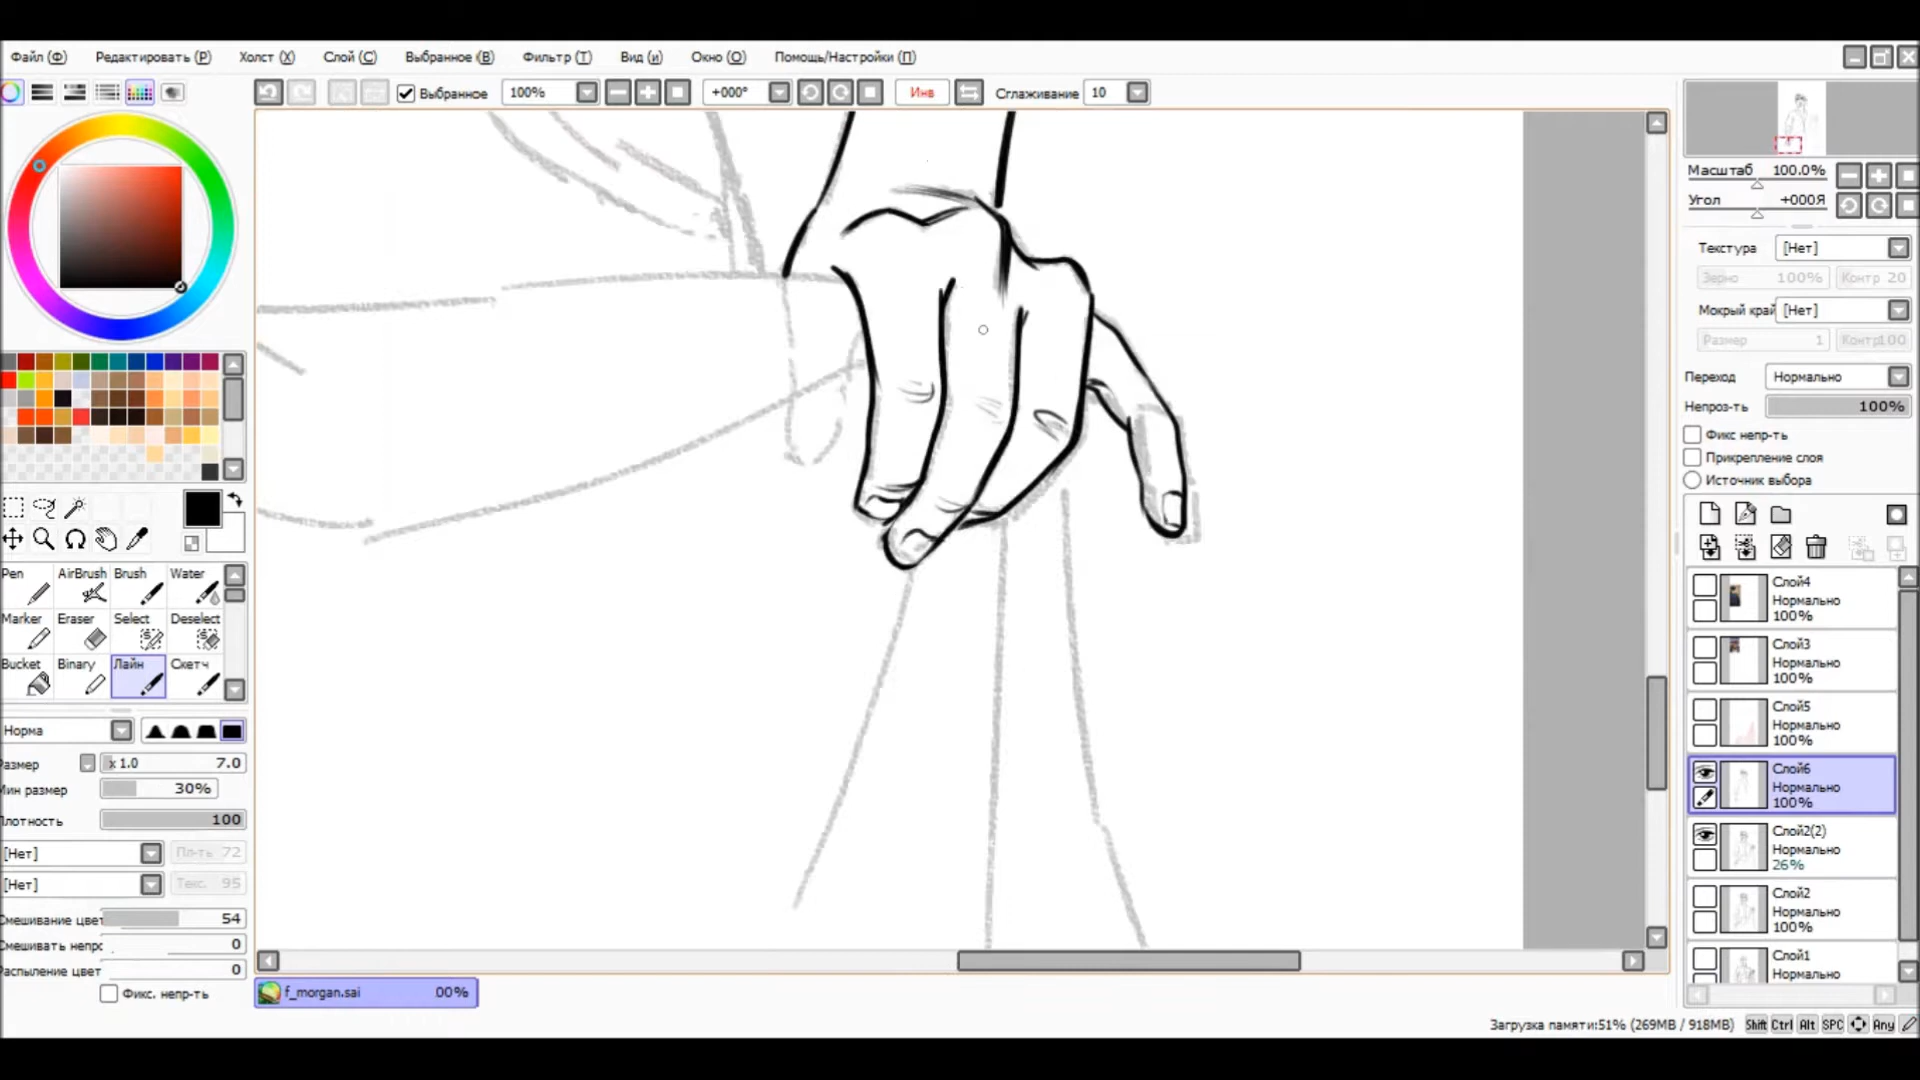 Файл (Ф) Редактировать (Р) Холст (Х) Слой (С) Выбранное (В) Фильтр (Т) Вид (и) Окно (О) Помощь/Настройки (П)
Выбранное 100% +000° Инв Сглаживание 10
Масштаб 100.0%
Угол +000Я
Текстура [Нет]
Зерно 100% Контр 20
Мокрый край [Нет]
Размер 1 Контр100
Переход Нормально
Непроз-ть 100%
Фикс непр-ть
Прикрепление слоя
Источник выбора
Pen AirBrush Brush Water
Marker Eraser Select Deselect
Bucket Binary Лайн Скетч
Норма
Размер x 1.0 7.0
Мин размер 30%
Плотность 100
[Нет] Пл-ть 72
[Нет] Текс. 95
Смешивание цвет 54
Смешивать непрс 0
Распыление цвет 0
Фикс. непр-ть
Слой4
Нормально
100%
Слой3
Нормально
100%
Слой5
Нормально
100%
Слой6
Нормально
100%
Слой2(2)
Нормально
26%
Слой2
Нормально
100%
Слой1
Нормально
f_morgan.sai 00%
Загрузка памяти:51% (269MB / 918MB) Shift Ctrl Alt SPC Any